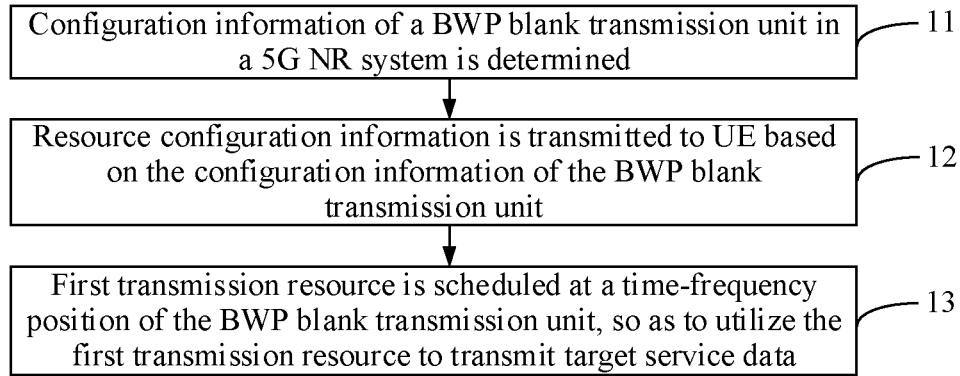 Configuration information of a BWP blank transmission unit in
a 5G NR system is determined
11
Resource configuration information is transmitted to UE based
on the configuration information of the BWP blank
transmission unit
12
First transmission resource is scheduled at a time-frequency
position of the BWP blank transmission unit, so as to utilize the
first transmission resource to transmit target service data
13